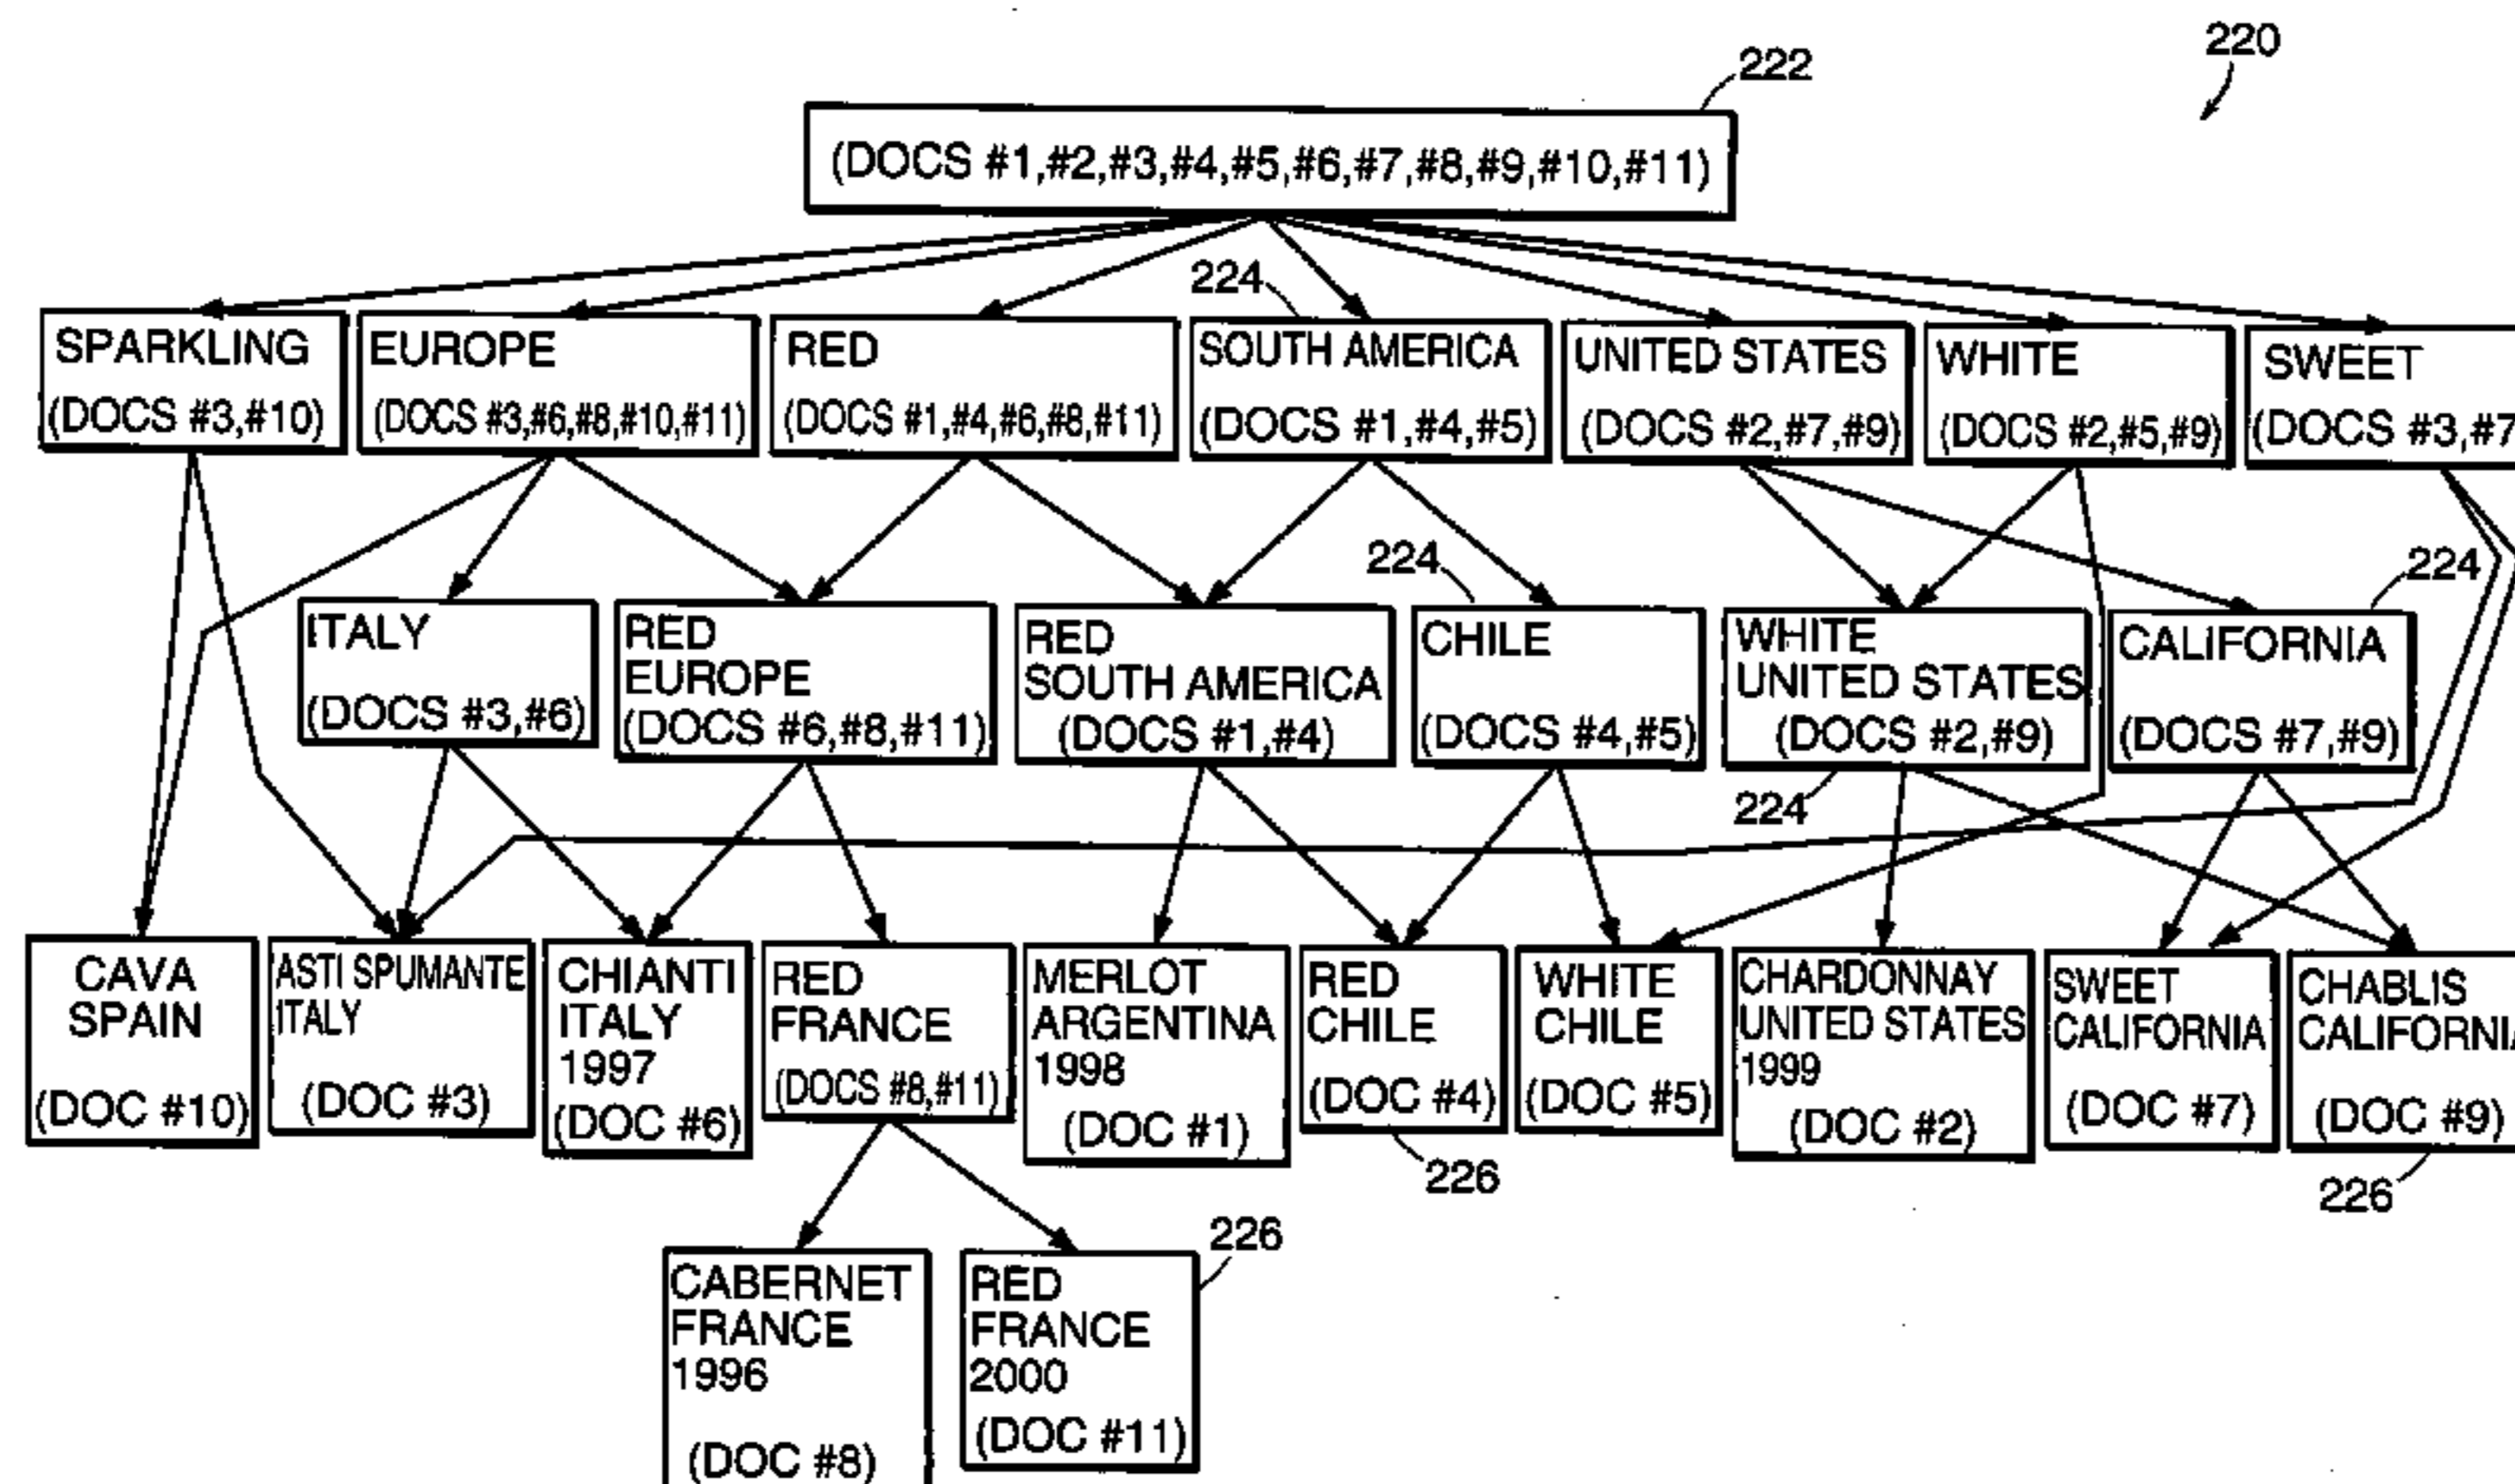 220
222
(DOCS #1,#2,#3,#4,#5,#6,#7,#8,#9,#10,#11)
224
SPARKLING
(DOCS #3,#10)
EUROPE
(DOCS #3,#6,#8,#10,#11)
RED
(DOCS #1,#4,#6,#8,#11)
SOUTH AMERICA
(DOCS #1,#4,#5)
UNITED STATES
(DOCS #2,#7,#9)
WHITE
(DOCS #2,#5,#9)
SWEET
(DOCS #3,#7
224
224
ITALY
(DOCS #3,#6)
RED
EUROPE
(DOCS #6,#8,#11)
RED
SOUTH AMERICA
(DOCS #1,#4)
CHILE
(DOCS #4,#5)
WHITE
UNITED STATES
(DOCS #2,#9)
CALIFORNIA
(DOCS #7,#9)
224
CAVA
SPAIN
(DOC #10)
ASTI SPUMANTE
ITALY
(DOC #3)
CHIANTI
ITALY
1997
(DOC #6)
RED
FRANCE
(DOCS #8,#11)
MERLOT
ARGENTINA
1998
(DOC #1)
RED
CHILE
(DOC #4)
WHITE
CHILE
(DOC #5)
CHARDONNAY
UNITED STATES
1999
(DOC #2)
SWEET
CALIFORNIA
(DOC #7)
CHABLIS
CALIFORNIA
(DOC #9)
226
226
226
CABERNET
FRANCE
1996
(DOC #8)
RED
FRANCE
2000
(DOC #11)